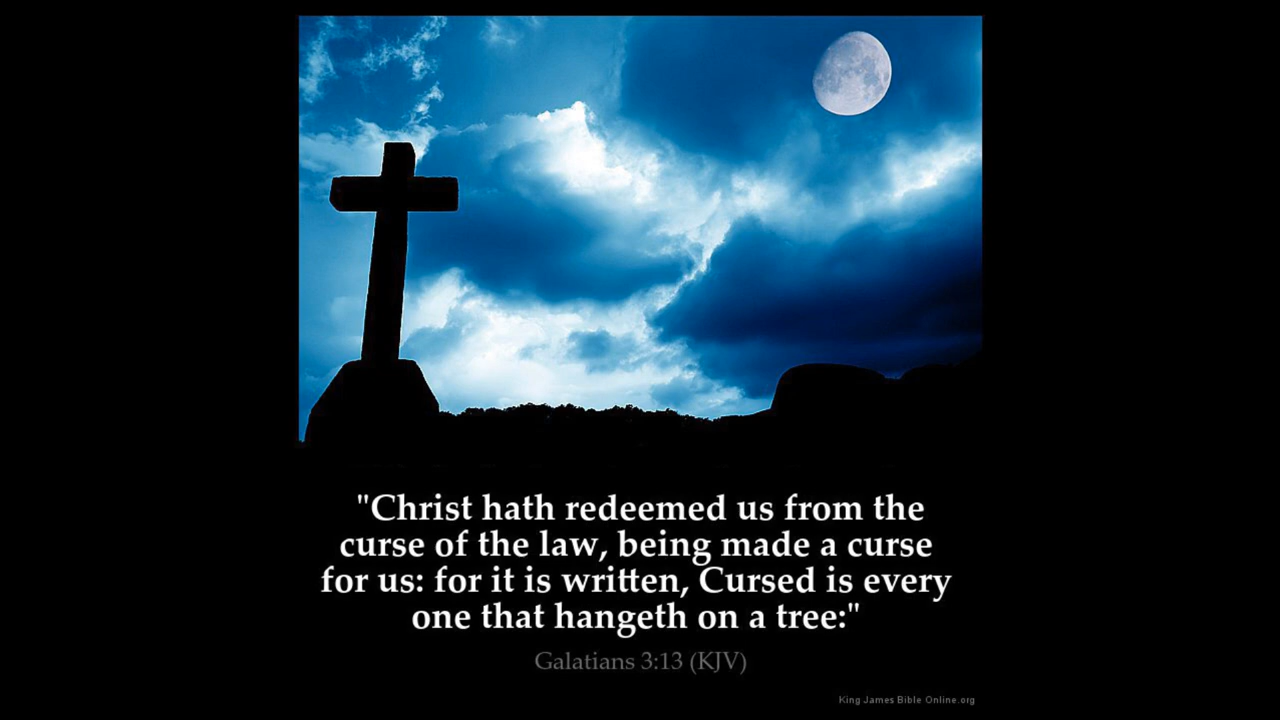 "Christ hath redeemed us from the
curse of the law, being made a curse
for us: for it is written, Cursed is every
one that hangeth on a tree:"
Galatians 3:13 (KJV)
King James Bible Online.org